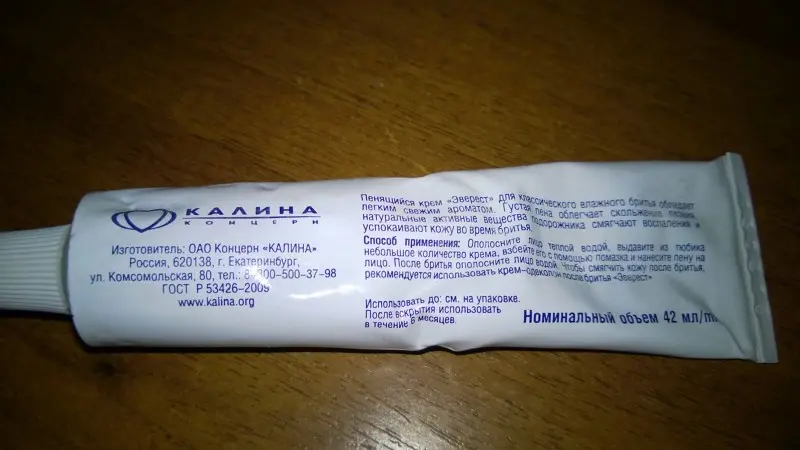 КАЛИНА
КОНЦЕРН
Изготовитель: ОАО Концерн «КАЛИНА»
Россия, 620138, г. Екатеринбург,
ул. Комсомольская, 80, тел.: 8-800-500-37-98
ГОСТ Р 53426-2009
www.kalina.org
Пенящийся крем «Эверест» для классического влажного бритья обладает
легким свежим ароматом. Густая пена облегчает скольжение лезвия,
натуральные активные вещества подорожника смягчают воспаления и
успокаивают кожу во время бритья.
Способ применения: Ополосните лицо теплой водой, выдавите из тюбика
небольшое количество крема, взбейте его с помощью помазка и нанесите пену на
лицо. После бритья ополосните лицо водой. Чтобы смягчить кожу после бритья,
рекомендуется использовать крем-одеколон после бритья «Эверест»
Использовать до: см. на упаковке.
После вскрытия использовать
в течение 6 месяцев.
Номинальный объем 42 мл/ml